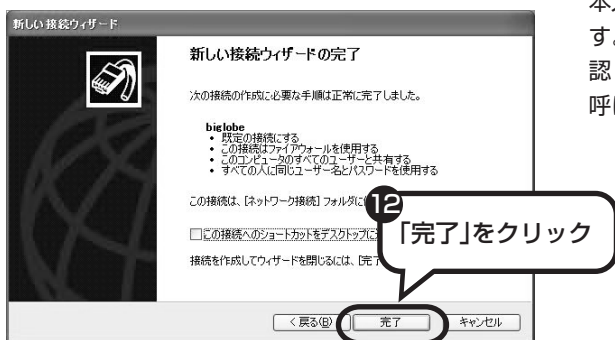 新しい接続ウィザード
新しい接続ウィザードの完了
次の接続の作成に必要な手順は正常に完了しました。
biglobe
• 既定の接続にする
• この接続はファイアウォールを使用する
• このコンピュータのすべてのユーザーと共有する
• すべての人に同じユーザー名とパスワードを使用する
この接続は、[ネットワーク接続] フォルダに
□この接続へのショートカットをデスクトップに
接続を作成してウィザードを閉じるには、[完了
12
「完了」をクリック
< 戻る(B)
完了
キャンセル
す。
認
呼